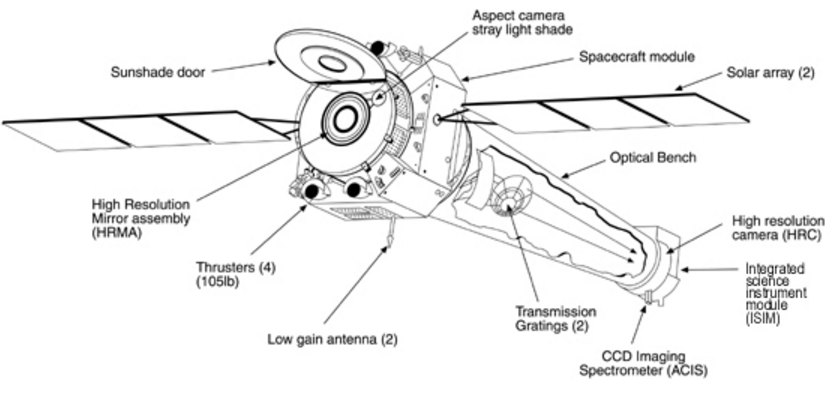 Aspect camera
stray light shade
Spacecraft module
Sunshade door
Solar array (2)
Optical Bench
High Resolution
Mirror assembly
(HRMA)
High resolution
camera (HRC)
Thrusters (4)
(105lb)
Integrated
science
instrument
module
(ISIM)
Transmission
Gratings (2)
Low gain antenna (2)
CCD Imaging
Spectrometer (ACIS)